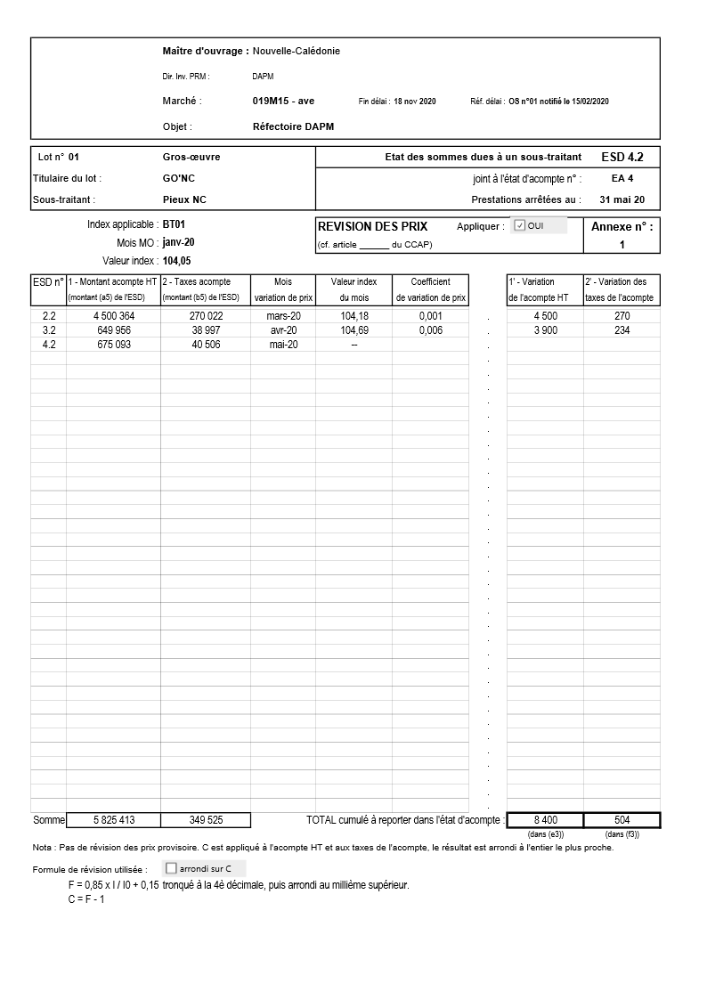 Maître d'ouvrage : Nouvelle-Calédonie
Dir. Inv. PRM : DAPM
Marché : 019M15 - ave Fin délai : 18 nov 2020 Réf. délai : OS n°01 notifié le 15/02/2020
Objet : Réfectoire DAPM
Lot n° 01 Gros-œuvre Etat des sommes dues à un sous-traitant ESD 4.2
Titulaire du lot : GO'NC joint à l'état d'acompte n° : EA 4
Sous-traitant : Pieux NC Prestations arrêtées au : 31 mai 20
Index applicable : BT01 REVISION DES PRIX Appliquer : OUI Annexe n° :
Mois MO : janv-20 (cf. article ______ du CCAP) 1
Valeur index : 104,05
ESD n° 1 - Montant acompte HT 2 - Taxes acompte Mois Valeur index Coefficient 1' - Variation 2' - Variation des
(montant (a5) de l'ESD) (montant (b5) de l'ESD) variation de prix du mois de variation de prix de l'acompte HT taxes de l'acompte
2.2 4 500 364 270 022 mars-20 104,18 0,001 . 4 500 270
3.2 649 956 38 997 avr-20 104,69 0,006 . 3 900 234
4.2 675 093 40 506 mai-20 -- .
Somme 5 825 413 349 525 TOTAL cumulé à reporter dans l'état d'acompte : 8 400 504
(dans (e3)) (dans (f3))
Nota : Pas de révision des prix provisoire. C est appliqué à l'acompte HT et aux taxes de l'acompte, le résultat est arrondi à l'entier le plus proche.
Formule de révision utilisée : arrondi sur C
F = 0,85 x I / I0 + 0,15 tronqué à la 4è décimale, puis arrondi au millième supérieur.
C = F - 1